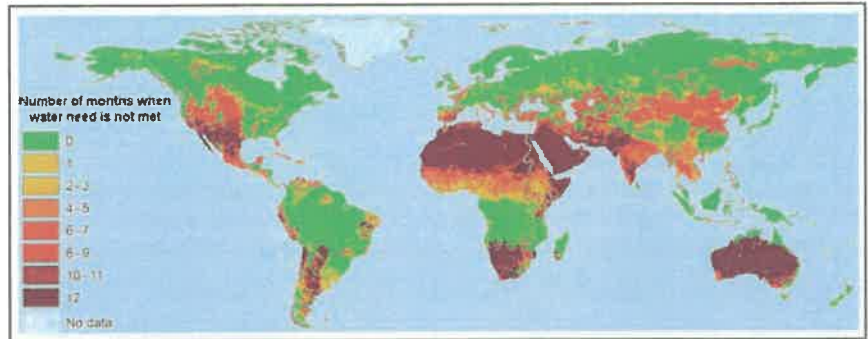 Number of months when
water need is not met
0
1
2 - 3
4 - 5
6 - 7
8 - 9
10 - 11
12
No data